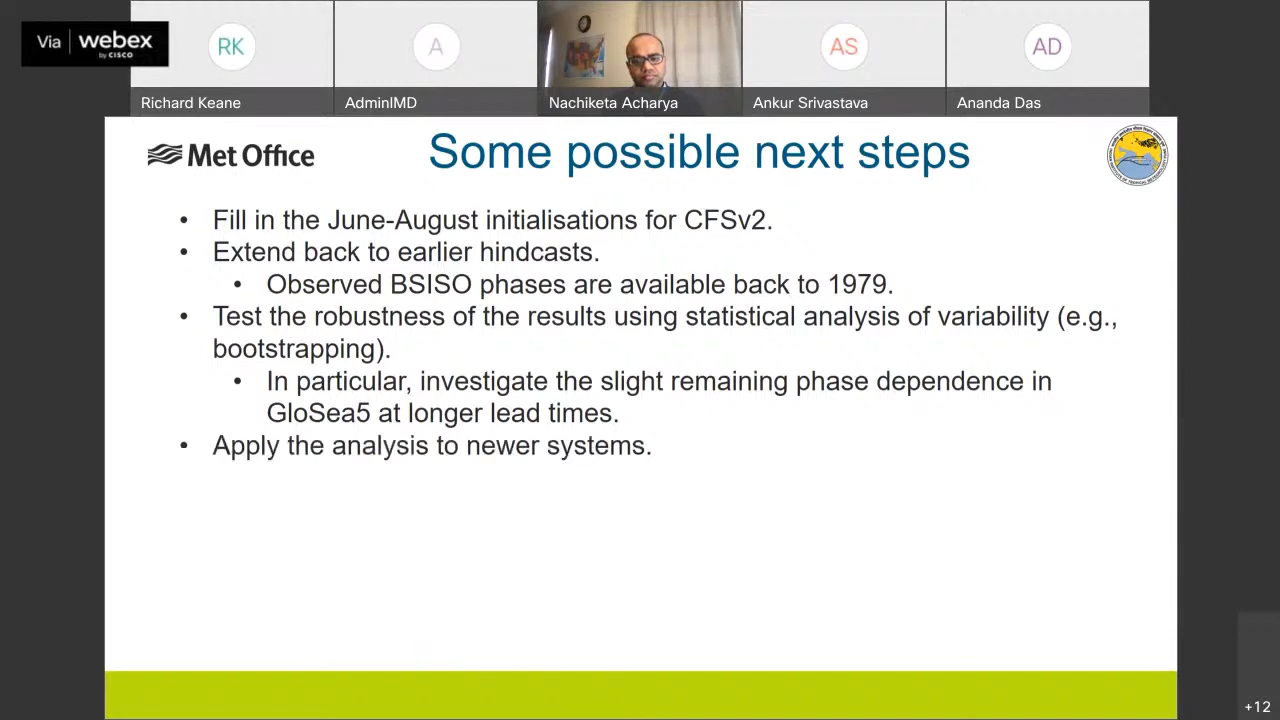 Via webex
by CISCO
RK
A
AS
AD
Richard Keane
AdminIMD
Nachiketa Acharya
Ankur Srivastava
Ananda Das
Met Office
Some possible next steps
• Fill in the June-August initialisations for CFSv2.
• Extend back to earlier hindcasts.
• Observed BSISO phases are available back to 1979.
• Test the robustness of the results using statistical analysis of variability (e.g.,
bootstrapping).
• In particular, investigate the slight remaining phase dependence in
GloSea5 at longer lead times.
• Apply the analysis to newer systems.
+12